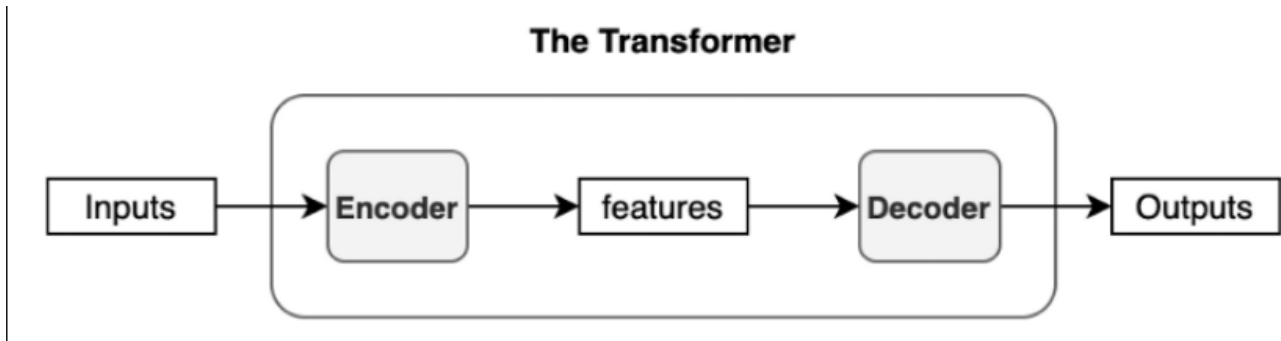 The Transformer
Inputs
Encoder
features
Decoder
Outputs